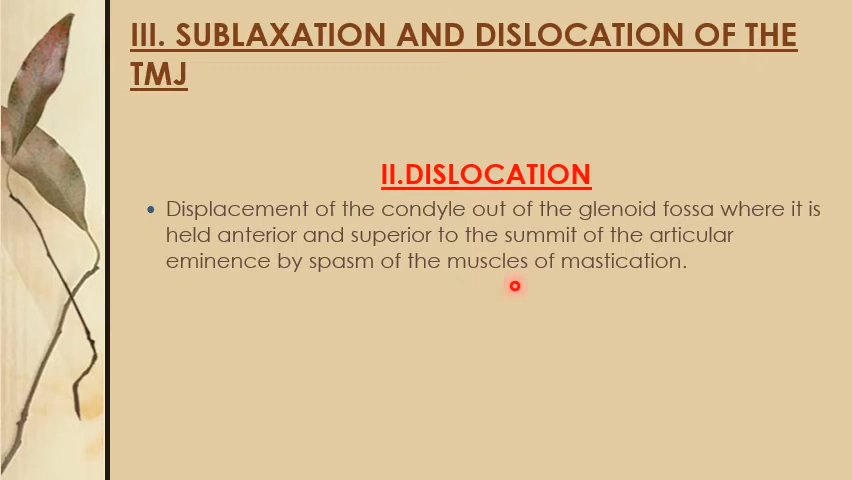 III. SUBLAXATION AND DISLOCATION OF THE
TMJ
II.DISLOCATION
• Displacement of the condyle out of the glenoid fossa where it is
held anterior and superior to the summit of the articular
eminence by spasm of the muscles of mastication.